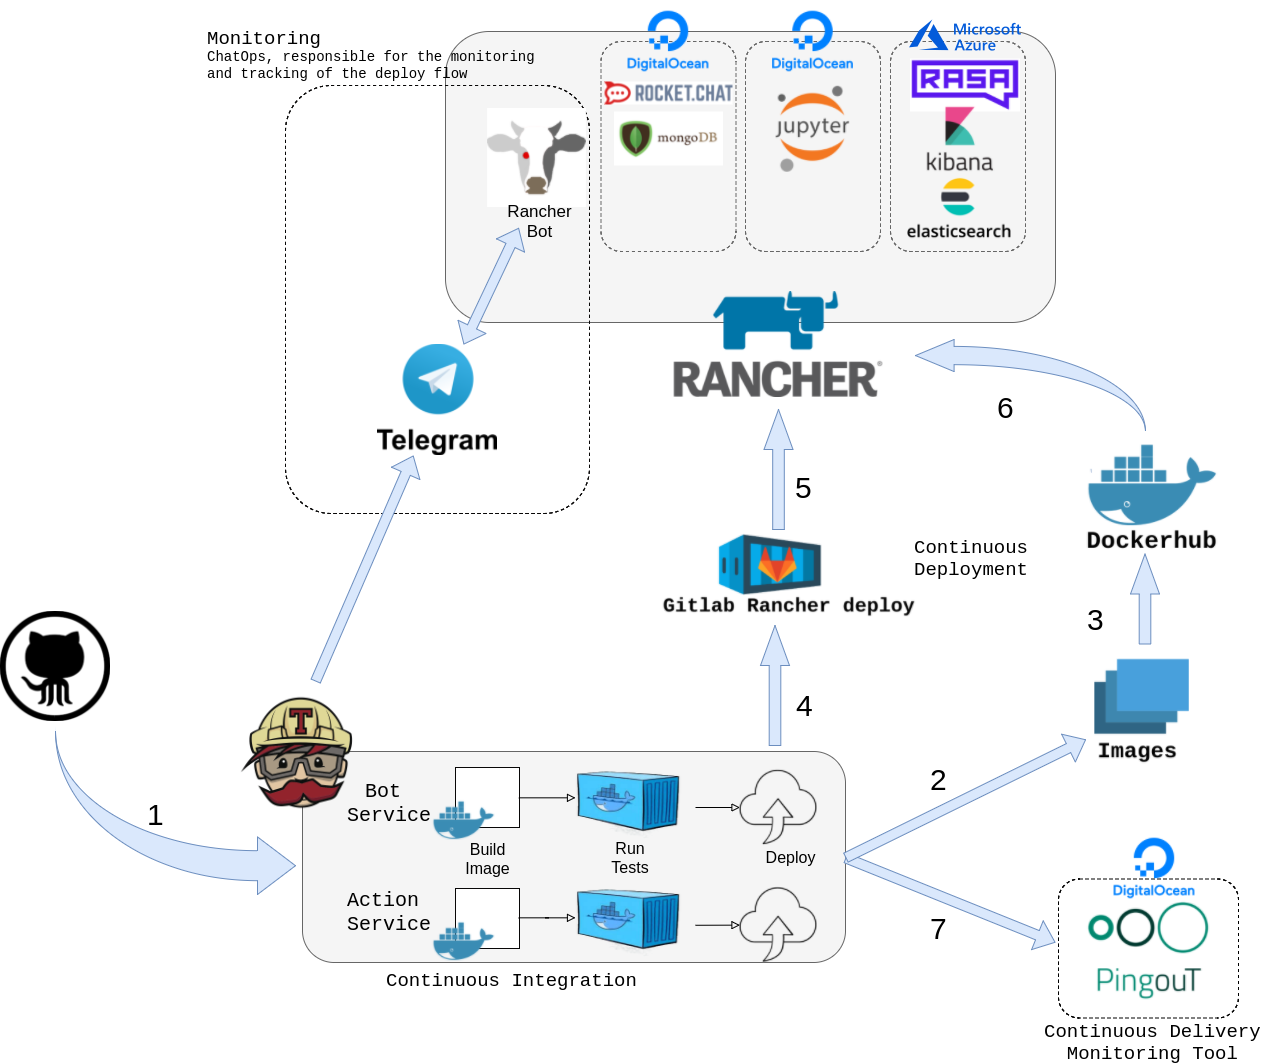 Monitoring
ChatOps, responsible for the monitoring
and tracking of the deploy flow
Rancher
Bot
DigitalOcean
ROCKET.CHAT
mongoDB
DigitalOcean
jupyter
Microsoft
Azure
RASA
kibana
elasticsearch
RANCHER®
Telegram
6
5
Dockerhub
Continuous
Deployment
Gitlab Rancher deploy
3
4
Images
T
1
2
Bot
Service
Build
Image
Run
Tests
Deploy
Action
Service
Continuous Integration
7
DigitalOcean
PingouT
Continuous Delivery
Monitoring Tool